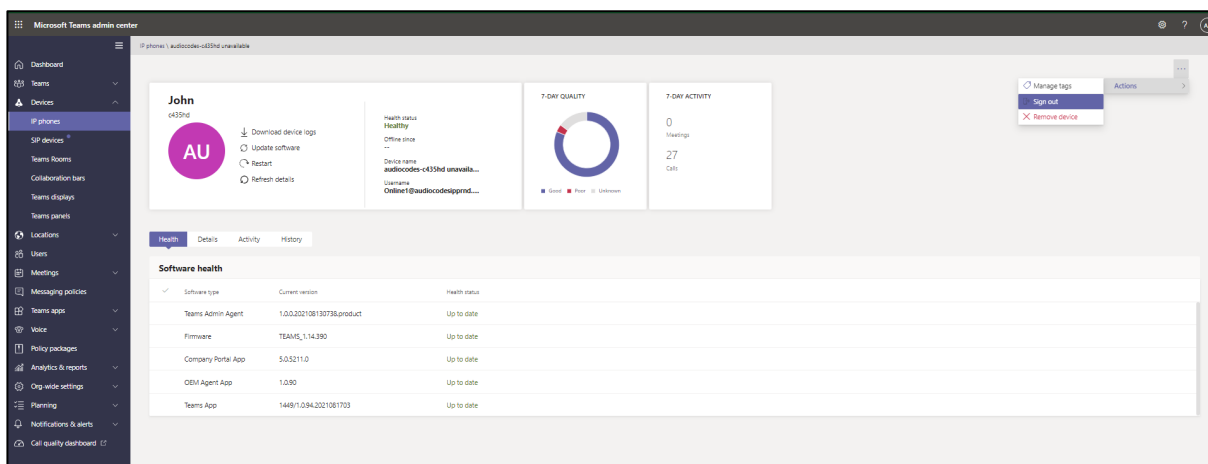 Microsoft Teams admin center
?
IP phones \ audiocodes-c435hd unavailable
Dashboard
Teams
Devices
IP phones
SIP devices
Teams Rooms
Collaboration bars
Teams displays
Teams panels
Locations
Users
Meetings
Messaging policies
Teams apps
Voice
Policy packages
Analytics & reports
Org-wide settings
Planning
Notifications & alerts
Call quality dashboard
John
c435hd
AU
Download device logs
Update software
Restart
Refresh details
Health status
Healthy
Offline since
--
Device name
audiocodes-c435hd unavaila...
Username
Online1@audiocodesipprnd....
7-DAY QUALITY
Good Poor Unknown
7-DAY ACTIVITY
0
Meetings
27
Calls
...
Manage tags
Sign out
Remove device
Actions
Health Details Activity History
Software health
Software type Current version Health status
Teams Admin Agent 1.0.0.202108130738.product Up to date
Firmware TEAMS_1.14.390 Up to date
Company Portal App 5.0.5211.0 Up to date
OEM Agent App 1.0.90 Up to date
Teams App 1449/1.0.94.2021081703 Up to date